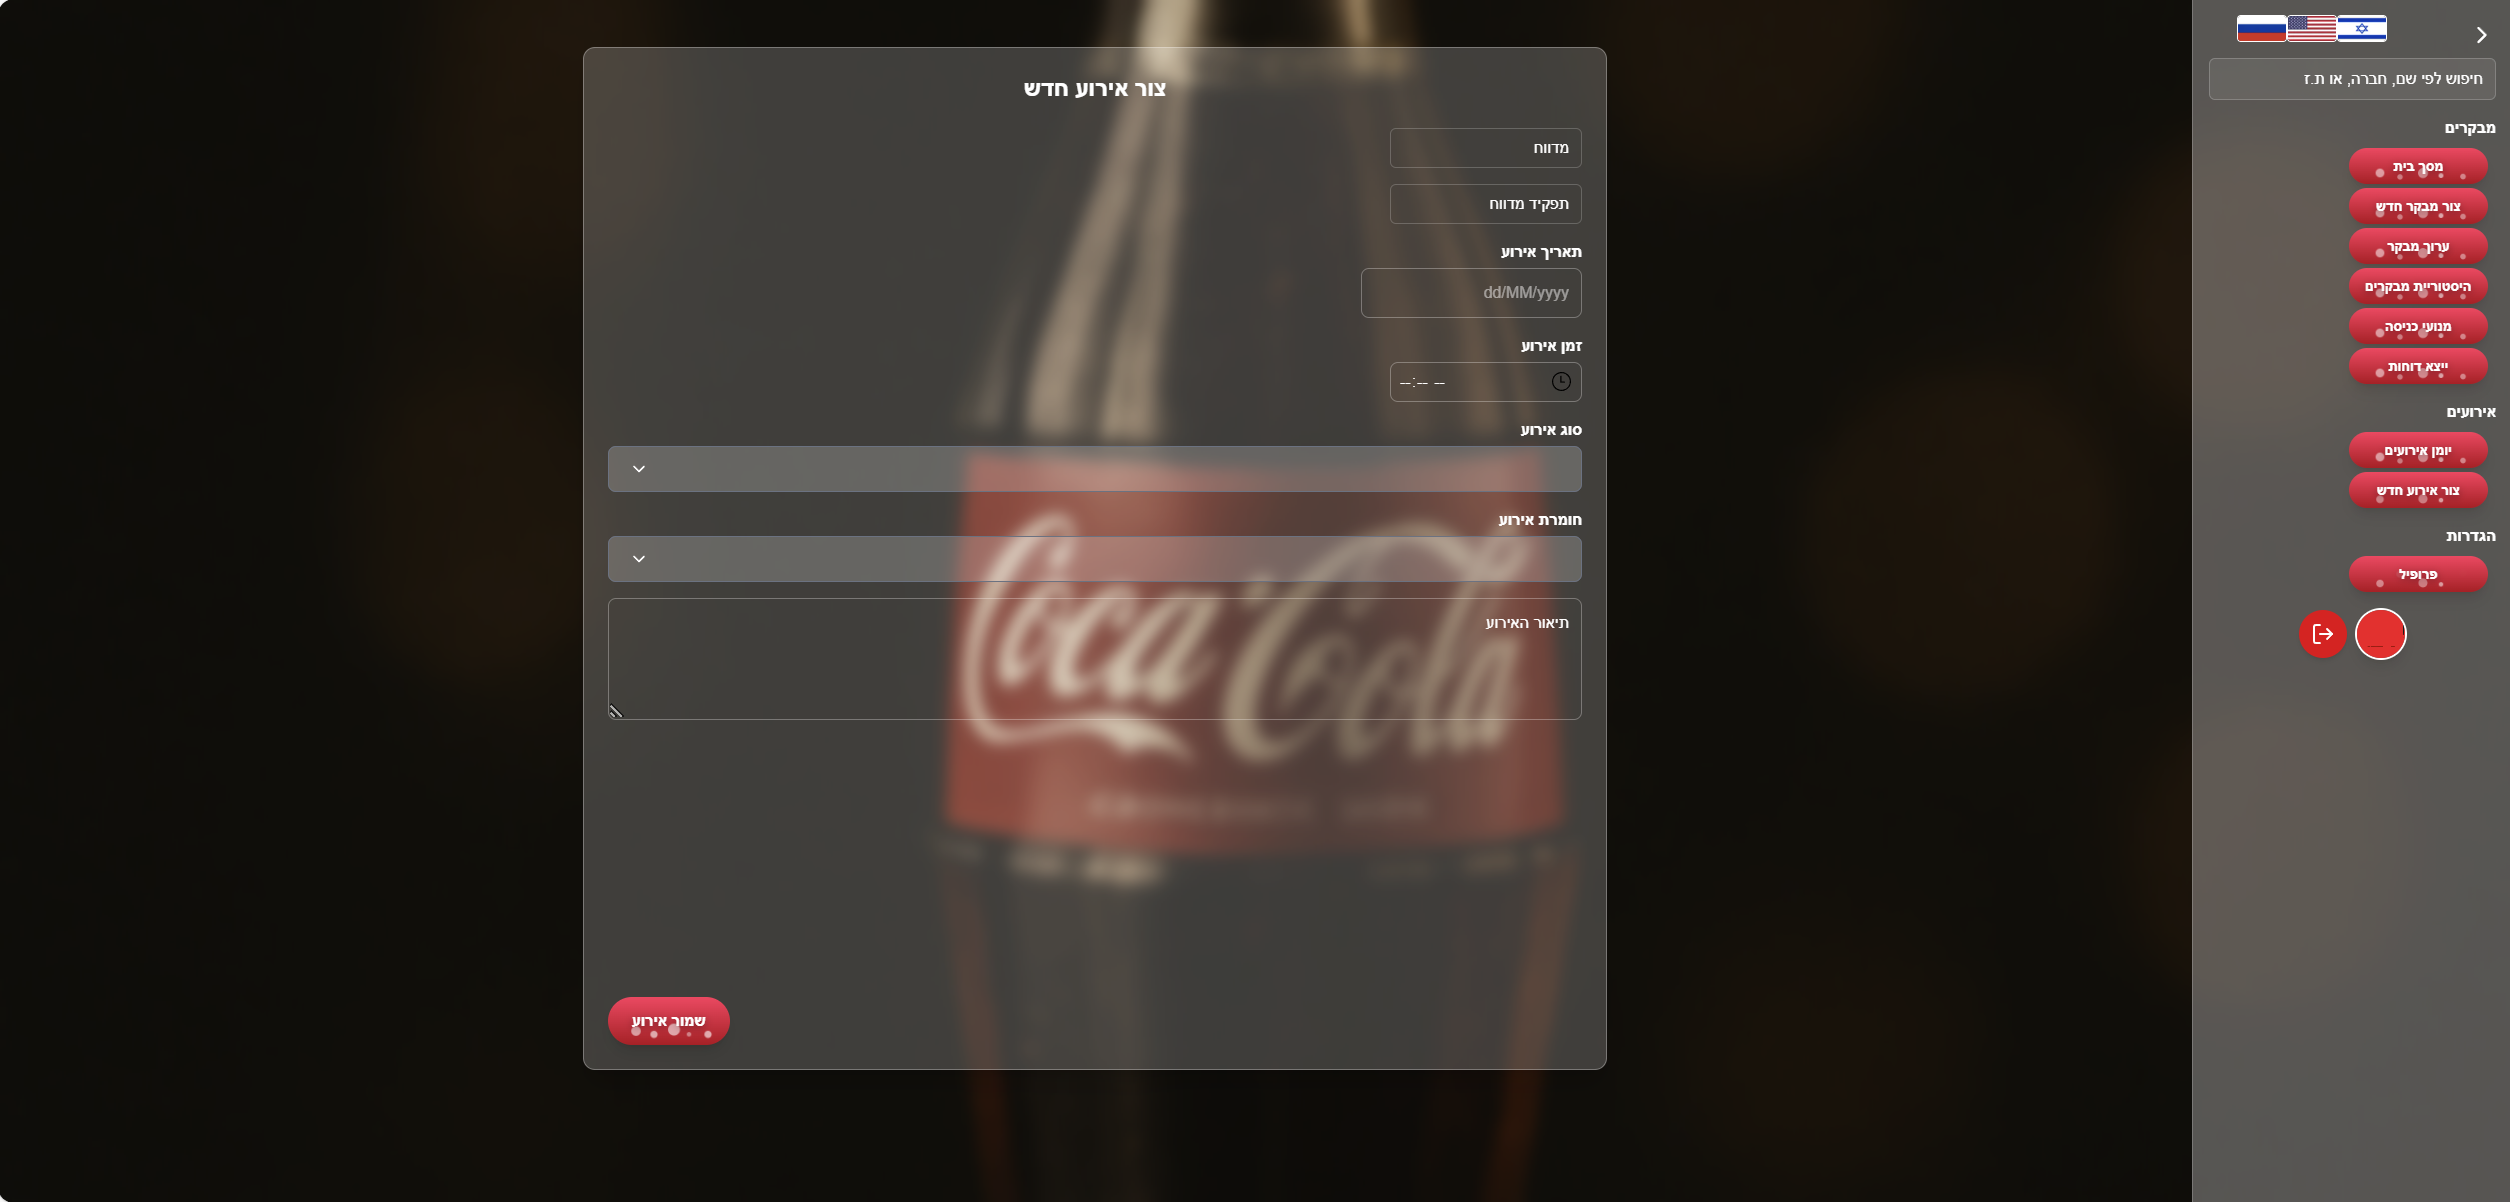 חיפוש לפי שם, חברה, או ת.ז
מבקרים
מסך בית
צור מבקר חדש
ערוך מבקר
היסטוריית מבקרים
מנועי כניסה
ייצא דוחות
אירועים
יומן אירועים
צור אירוע חדש
הגדרות
פרופיל
צור אירוע חדש
מדווח
תפקיד מדווח
תאריך אירוע
dd/MM/yyyy
זמן אירוע
--:-- --
סוג אירוע
חומרת אירוע
תיאור האירוע
Coca-Cola
שמור אירוע